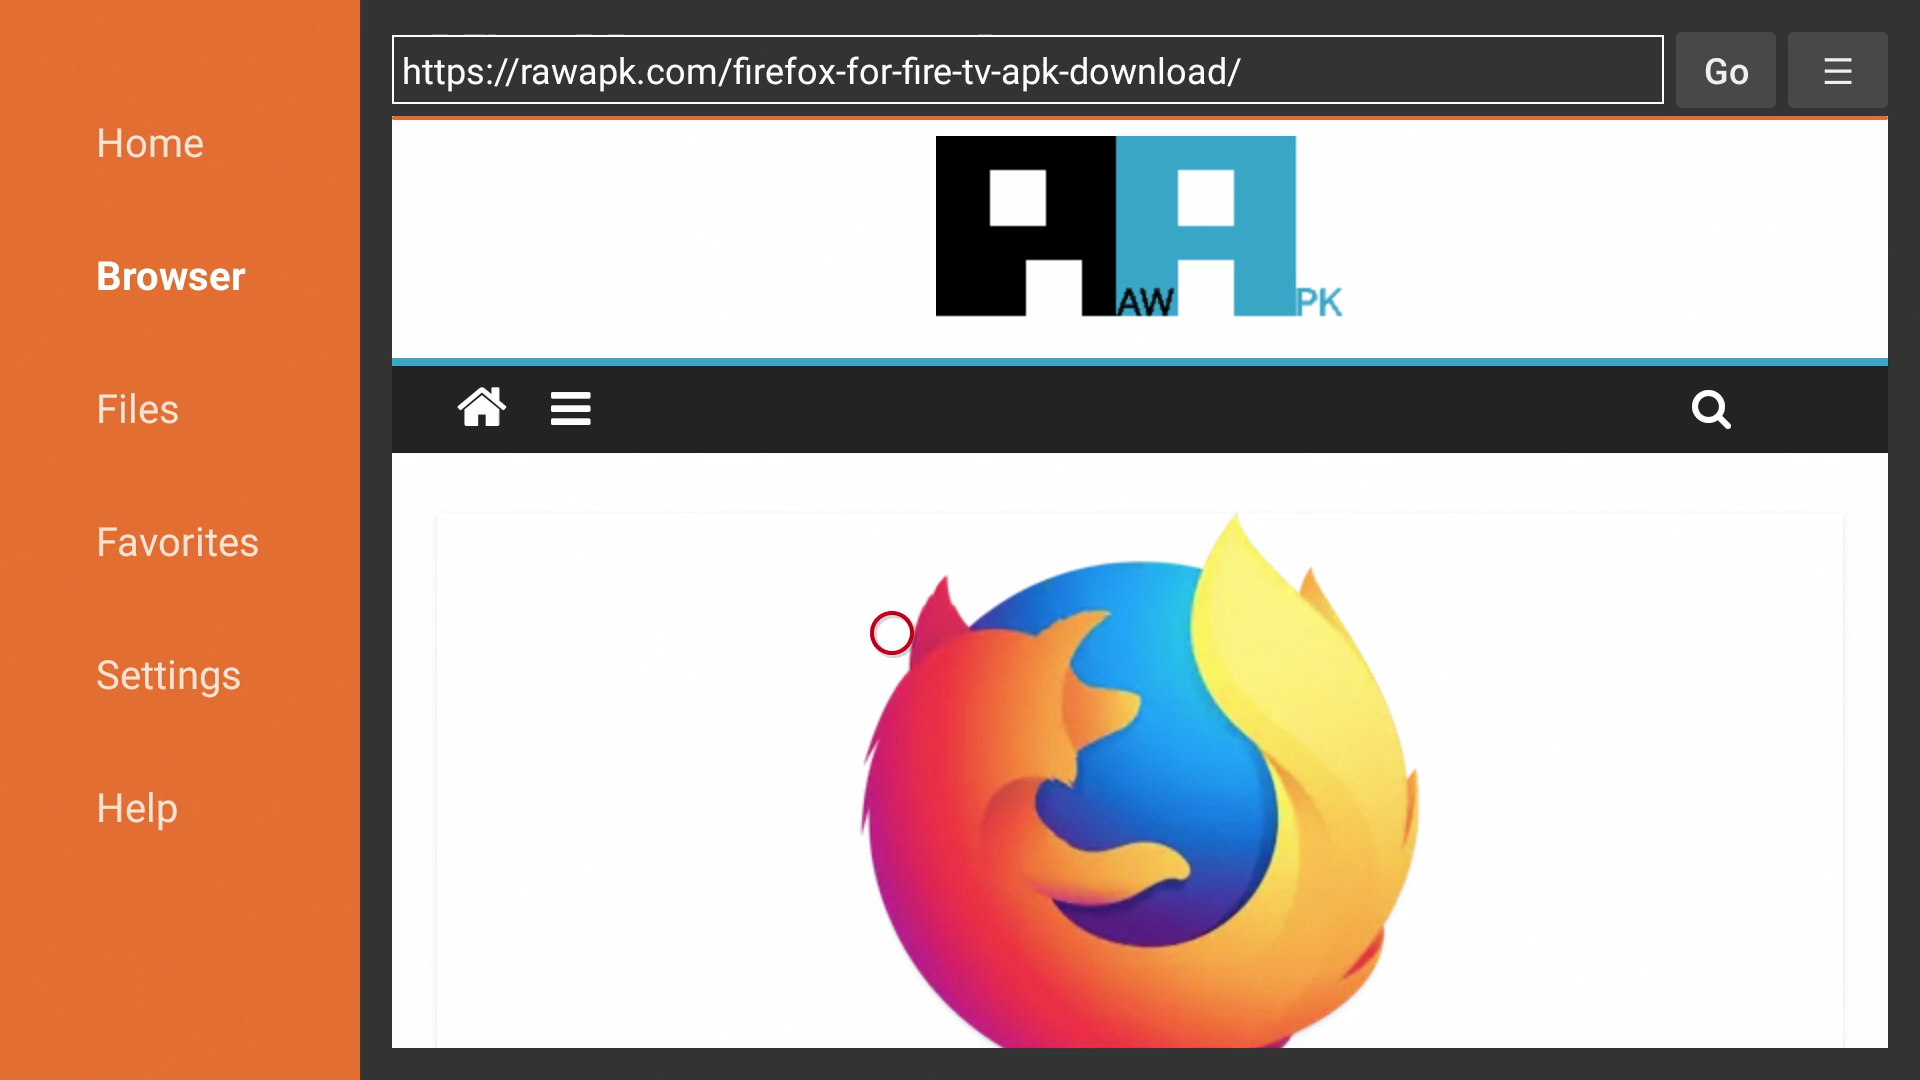 https://rawapk.com/firefox-for-fire-tv-apk-download/
Go
Home
Browser
Files
Favorites
Settings
Help
AW
PK